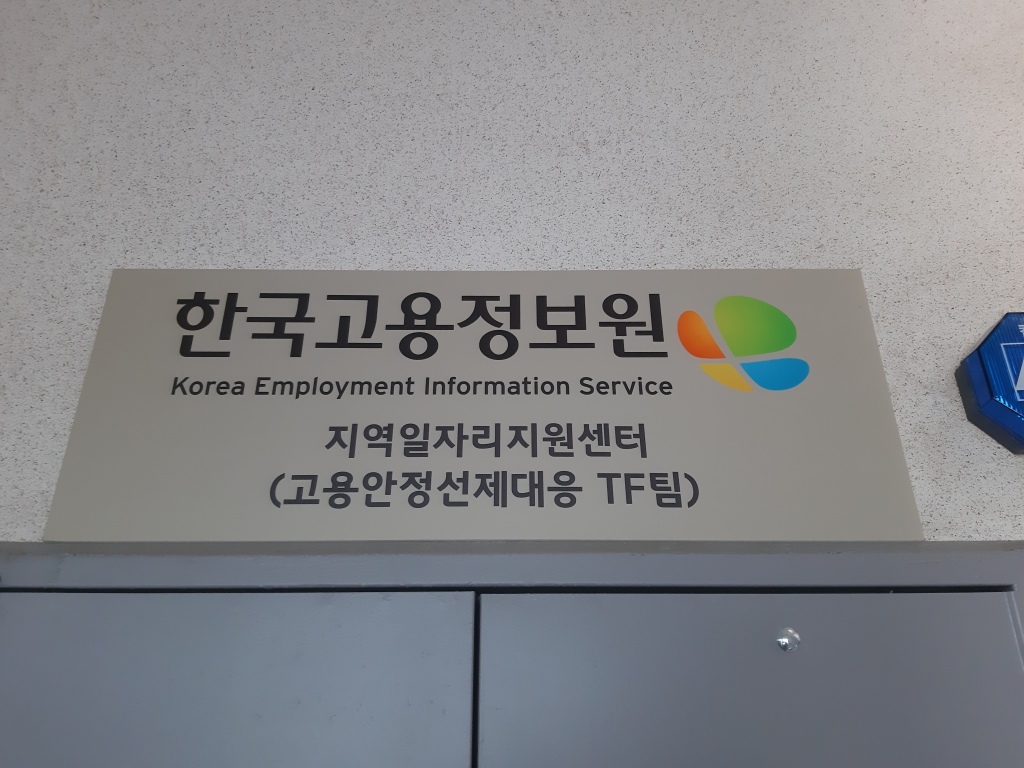 한국고용정보원
Korea Employment Information Service
지역일자리지원센터
(고용안정선제대응 TF팀)